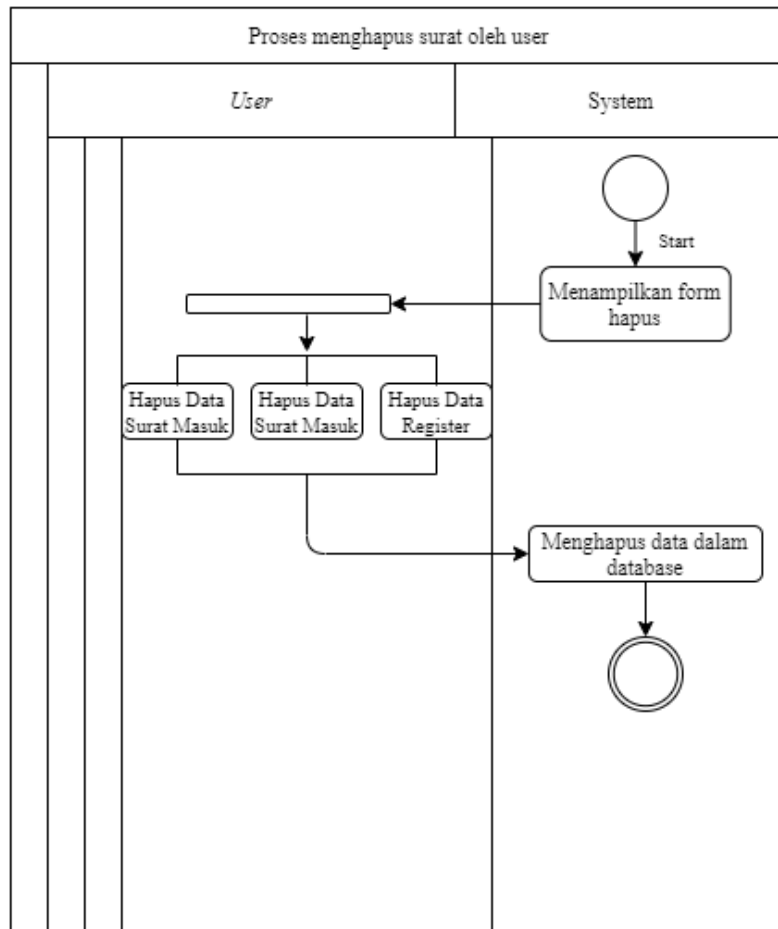 Proses menghapus surat oleh user
User
System
Start
Menampilkan form
hapus
Hapus Data
Surat Masuk
Hapus Data
Surat Masuk
Hapus Data
Register
Menghapus data dalam
database